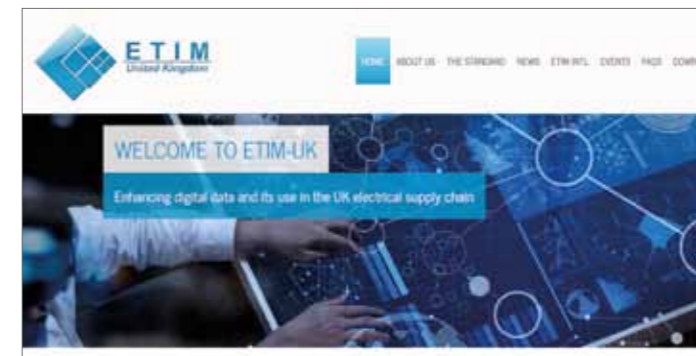 ETIM
United Kingdom
HOME ABOUT US THE STANDARD NEWS ETIM INTL EVENTS FAQS DOWN
WELCOME TO ETIM-UK
Enhancing digital data and its use in the UK electrical supply chain